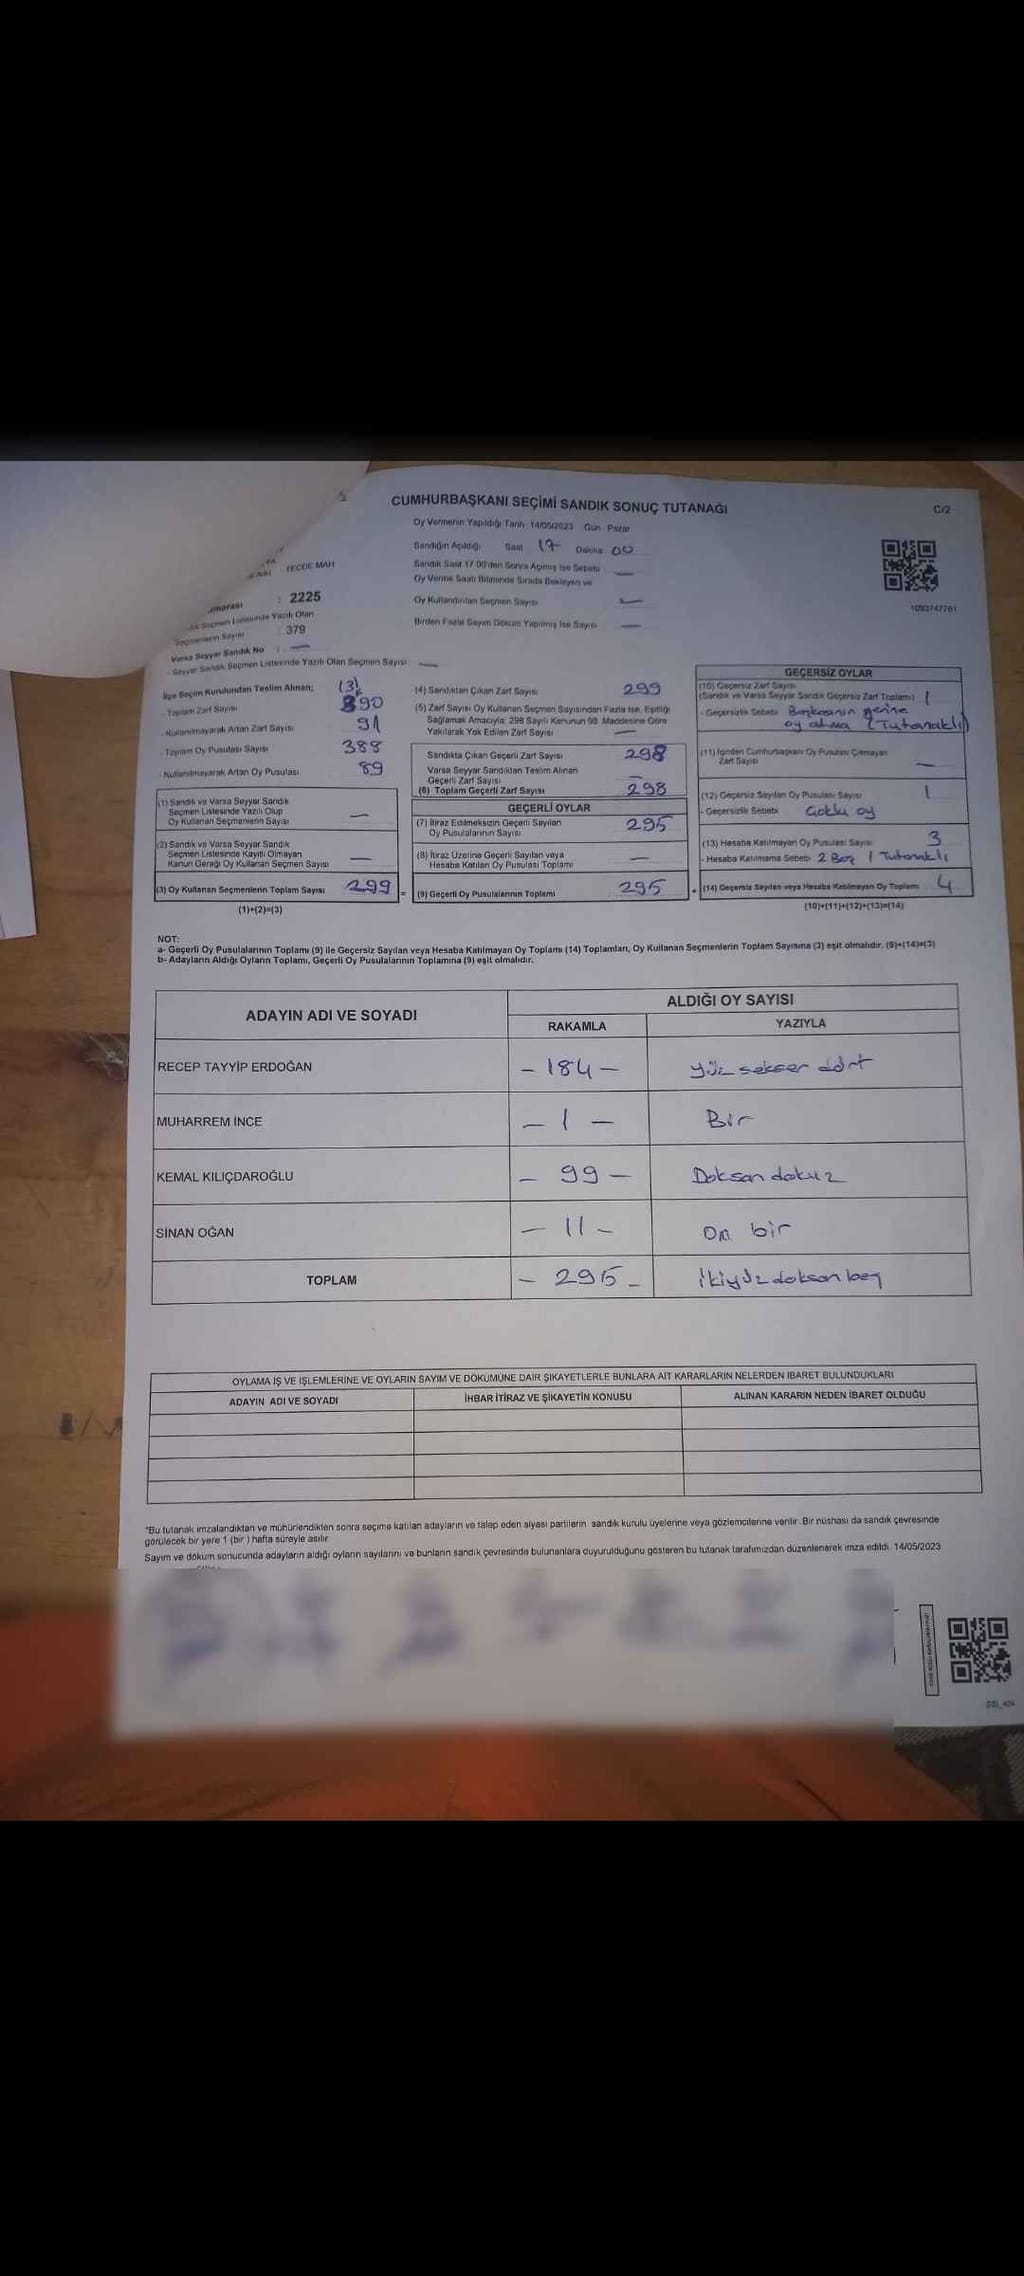 CUMHURBAŞKANI SEÇİMİ SANDIK SONUÇ TUTANAĞI
C/2
Oy Vermenin Yapıldığı Tarih : 14/05/2023 Gün : Pazar
Sandığın Açıldığı Saat 17 Dakika 00
Sandık Saat 17.00'den Sonra Açılmış İse Sebebi —
Oy Verme Saati Bitiminde Sırada Bekleyen ve
Oy Kullandırılan Seçmen Sayısı —
Birden Fazla Sayım Döküm Yapılmış İse Sayısı —
1093747761
TECDE MAH
: 2225
Seçmen Listesinde Yazılı Olan
Seçmenlerin Sayısı : 379
Varsa Seyyar Sandık No : —
- Seyyar Sandık Seçmen Listesinde Yazılı Olan Seçmen Sayısı —
İlçe Seçim Kurulundan Teslim Alınan;
- Toplam Zarf Sayısı 390
- Kullanılmayarak Artan Zarf Sayısı 91
- Toplam Oy Pusulası Sayısı 388
- Kullanılmayarak Artan Oy Pusulası 89
(1) Sandık ve Varsa Seyyar Sandık
Seçmen Listesinde Yazılı Olup
Oy Kullanan Seçmenlerin Sayısı —
(2) Sandık ve Varsa Seyyar Sandık
Seçmen Listesinde Kayıtlı Olmayan
Kanun Gereği Oy Kullanan Seçmen Sayısı —
(3) Oy Kullanan Seçmenlerin Toplam Sayısı 299 =
(1)+(2)=(3)
(4) Sandıktan Çıkan Zarf Sayısı 299
(5) Zarf Sayısı Oy Kullanan Seçmen Sayısından Fazla İse, Eşitliği
Sağlamak Amacıyla, 298 Sayılı Kanunun 98. Maddesine Göre
Yakılarak Yok Edilen Zarf Sayısı —
Sandıkta Çıkan Geçerli Zarf Sayısı 298
Varsa Seyyar Sandıktan Teslim Alınan
Geçerli Zarf Sayısı —
(6) Toplam Geçerli Zarf Sayısı 298
GEÇERLİ OYLAR
(7) İtiraz Edilmeksizin Geçerli Sayılan
Oy Pusulalarının Sayısı 295
(8) İtiraz Üzerine Geçerli Sayılan veya
Hesaba Katılan Oy Pusulası Toplamı —
(9) Geçerli Oy Pusulalarının Toplamı 295 +
GEÇERSİZ OYLAR
(10) Geçersiz Zarf Sayısı
(Sandık ve Varsa Seyyar Sandık Geçersiz Zarf Toplamı) 1
- Geçersizlik Sebebi Başkasının yerine
oy atma (Tutanaklı)
(11) İçinden Cumhurbaşkanı Oy Pusulası Çıkmayan
Zarf Sayısı —
(12) Geçersiz Sayılan Oy Pusulası Sayısı 1
- Geçersizlik Sebebi Çoklu oy
(13) Hesaba Katılmayan Oy Pusulası Sayısı 3
- Hesaba Katılmama Sebebi 2 Boş 1 Tutanaklı
(14) Geçersiz Sayılan veya Hesaba Katılmayan Oy Toplamı 4
(10)+(11)+(12)+(13)=(14)
NOT:
a- Geçerli Oy Pusulalarının Toplamı (9) ile Geçersiz Sayılan veya Hesaba Katılmayan Oy Toplamı (14) Toplamları, Oy Kullanan Seçmenlerin Toplam Sayısına (3) eşit olmalıdır. (9)+(14)=(3)
b- Adayların Aldığı Oyların Toplamı, Geçerli Oy Pusulalarının Toplamına (9) eşit olmalıdır.
ADAYIN ADI VE SOYADI
ALDIĞI OY SAYISI
RAKAMLA YAZIYLA
RECEP TAYYİP ERDOĞAN - 184 - yüz seksen dört
MUHARREM İNCE - 1 - Bir
KEMAL KILIÇDAROĞLU - 99 - Doksan dokuz
SİNAN OĞAN - 11 - On bir
TOPLAM - 295 - İkiyüz doksan beş
OYLAMA İŞ VE İŞLEMLERİNE VE OYLARIN SAYIM VE DÖKÜMÜNE DAİR ŞİKAYETLERLE BUNLARA AİT KARARLARIN NELERDEN İBARET BULUNDUKLARI
ADAYIN ADI VE SOYADI İHBAR İTİRAZ VE ŞİKAYETİN KONUSU ALINAN KARARIN NEDEN İBARET OLDUĞU
*Bu tutanak imzalandıktan ve mühürlendikten sonra seçime katılan adayların ve talep eden siyasi partilerin sandık kurulu üyelerine veya gözlemcilerine verilir. Bir nüshası da sandık çevresinde
görülecek bir yere 1 (bir) hafta süreyle asılır.
Sayım ve döküm sonucunda adayların aldığı oyların sayılarını ve bunların sandık çevresinde bulunanlara duyurulduğunu gösteren bu tutanak tarafımızdan düzenlenerek imza edildi. 14/05/2023